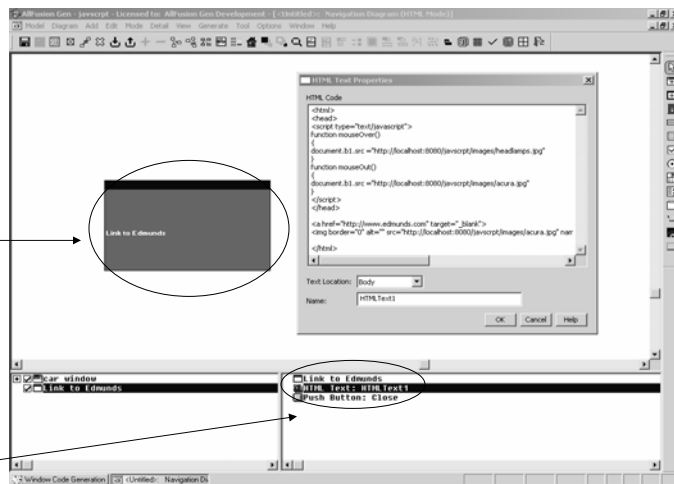 AllFusion Gen - javscrpt - Licensed to: AllFusion Gen Development - [<Untitled>: Navigation Diagram (HTML Mode)]
Model Diagram Add Edit Mode Detail View Generate Tool Options Window Help
HTML Text Properties
HTML Code
<html>
<head>
<script type="text/javascript">
function mouseOver()
{
document.b1.src ="http://localhost:8080/javscrpt/images/headlamps.jpg"
}
function mouseOut()
{
document.b1.src ="http://localhost:8080/javscrpt/images/acura.jpg"
}
</script>
</head>
<a href="http://www.edmunds.com" target="_blank">
<img border="0" alt="" src="http://localhost:8080/javscrpt/images/acura.jpg" nam
</html>
Text Location: Body
Name: HTMLText1
OK Cancel Help
Link to Edmunds
car window
Link to Edmunds
Link to Edmunds
HTML Text: HTMLText1
Push Button: Close
Window Code Generation <Untitled>: Navigation Di